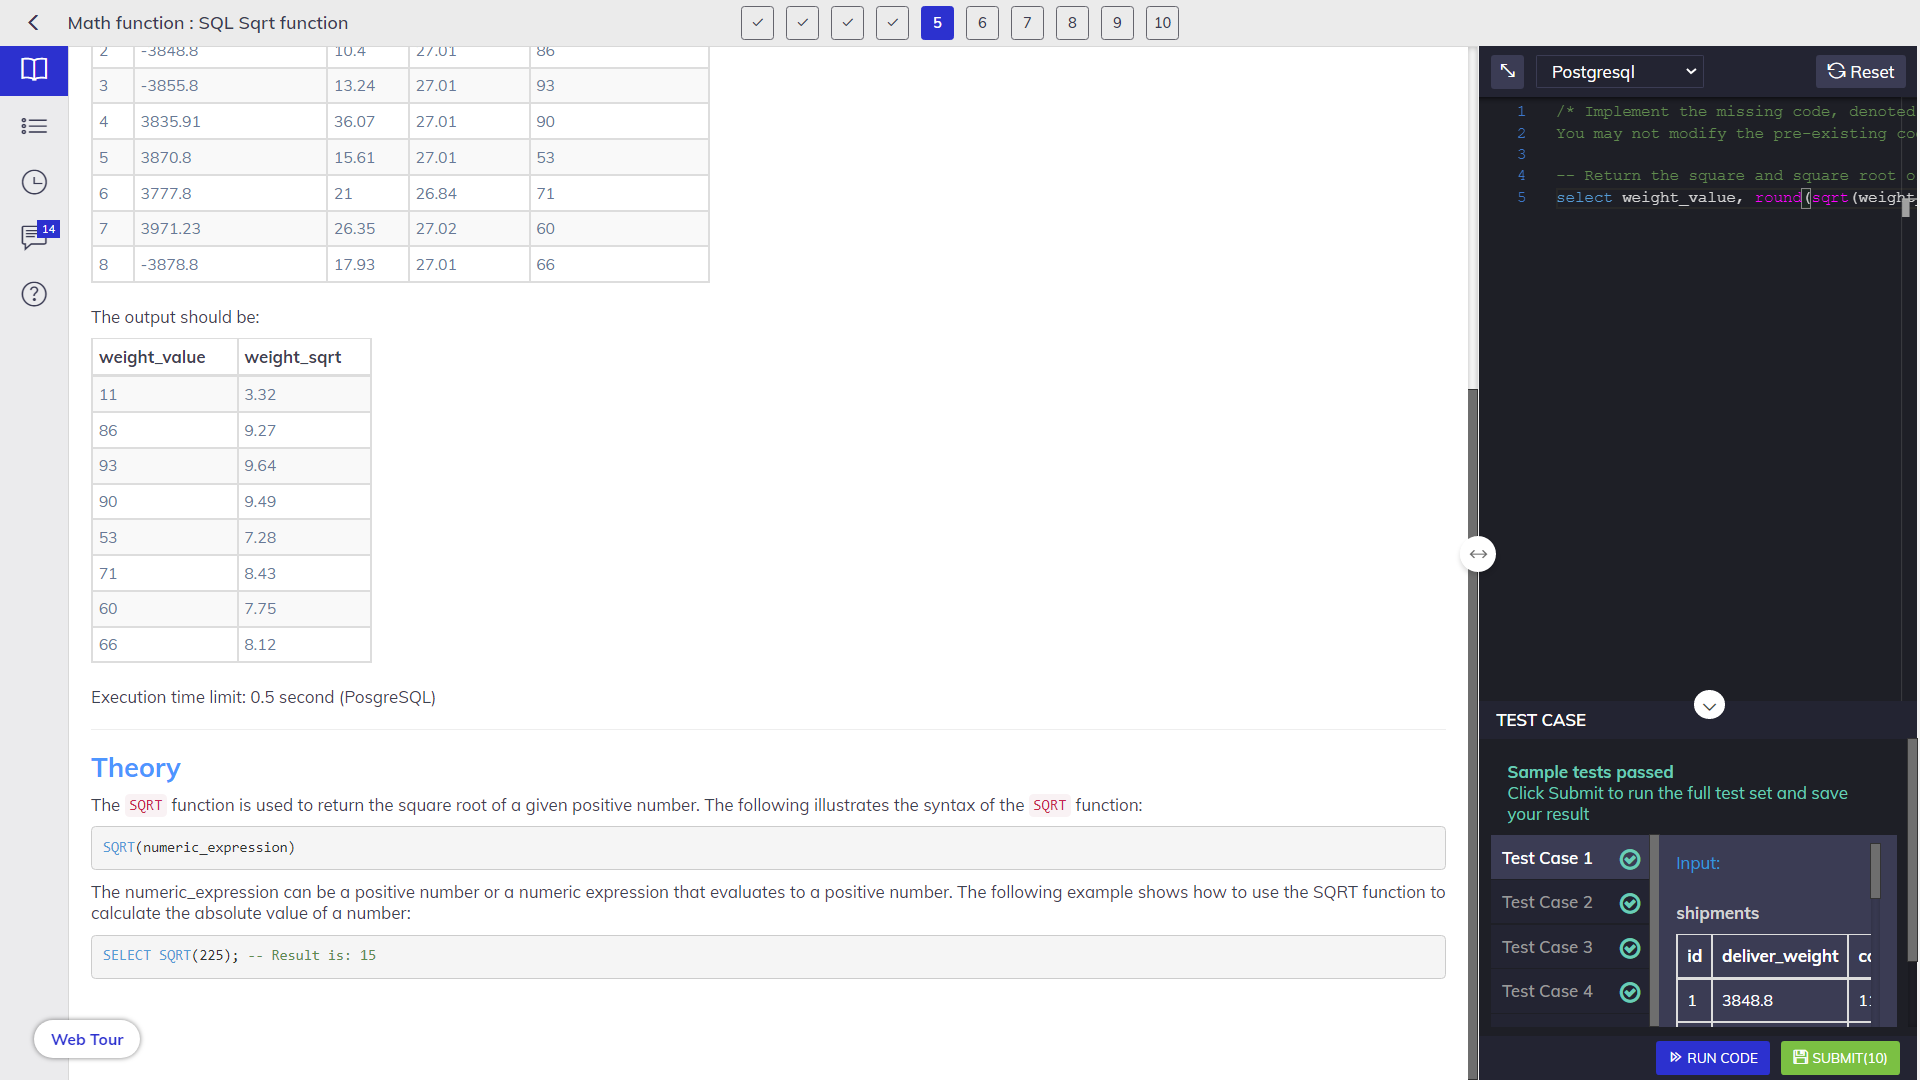 Math function : SQL Sqrt function
5 6 7 8 9 10
2 -3848.8 10.4 27.01 86
3 -3855.8 13.24 27.01 93
4 3835.91 36.07 27.01 90
5 3870.8 15.61 27.01 53
6 3777.8 21 26.84 71
7 3971.23 26.35 27.02 60
8 -3878.8 17.93 27.01 66
14
The output should be:
weight_value weight_sqrt
11 3.32
86 9.27
93 9.64
90 9.49
53 7.28
71 8.43
60 7.75
66 8.12
Execution time limit: 0.5 second (PosgreSQL)
Theory
The SQRT function is used to return the square root of a given positive number. The following illustrates the syntax of the SQRT function:
SQRT(numeric_expression)
The numeric_expression can be a positive number or a numeric expression that evaluates to a positive number. The following example shows how to use the SQRT function to
calculate the absolute value of a number:
SELECT SQRT(225); -- Result is: 15
Web Tour
Postgresql
Reset
1 /* Implement the missing code, denoted
2 You may not modify the pre-existing co
3
4 -- Return the square and square root o
5 select weight_value, round(sqrt(weight_
TEST CASE
Sample tests passed
Click Submit to run the full test set and save
your result
Test Case 1
Test Case 2
Test Case 3
Test Case 4
Input:
shipments
id deliver_weight co
1 3848.8 11
RUN CODE
SUBMIT(10)